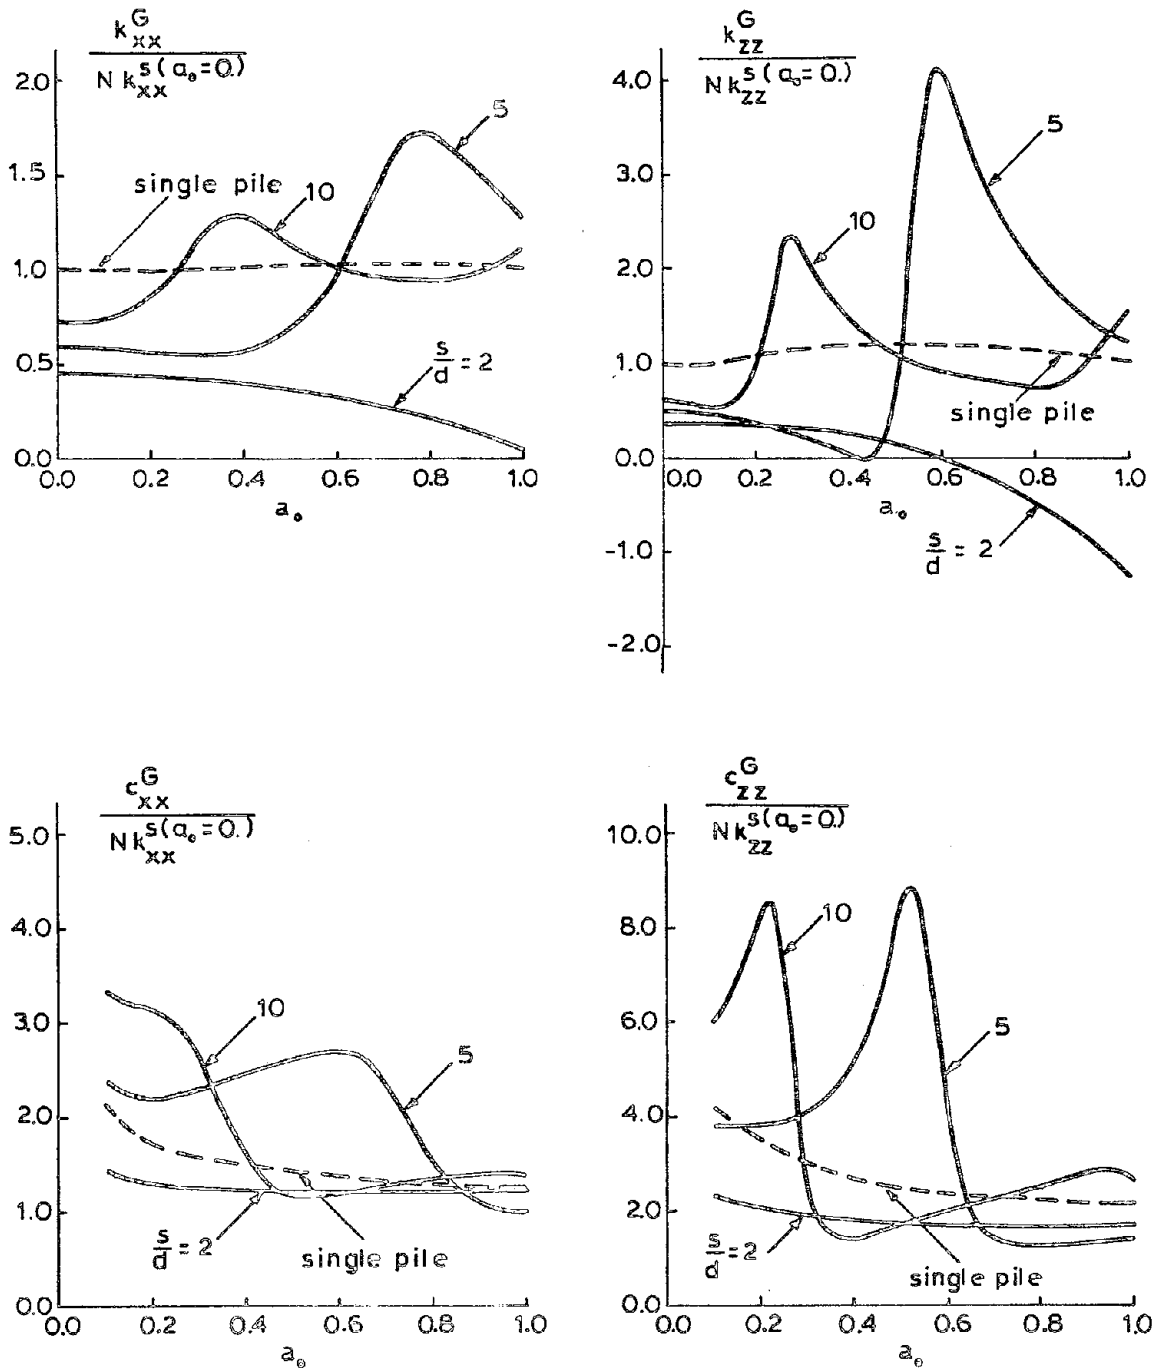 k^G_xx / N k^s(a₀=0.)_xx
2.0
1.5
1.0
0.5
0.0
single pile
10
5
s/d = 2
0.0 0.2 0.4 0.6 0.8 1.0
a₀
k^G_zz / N k^s(a₀=0.)_zz
4.0
3.0
2.0
1.0
0.0
-1.0
-2.0
10
5
single pile
s/d = 2
0.0 0.2 0.4 0.6 0.8 1.0
a₀
c^G_xx / N k^s(a₀=0.)_xx
5.0
4.0
3.0
2.0
1.0
0.0
10
5
s/d = 2
single pile
0.0 0.2 0.4 0.6 0.8 1.0
a₀
c^G_zz / N k^s(a₀=0.)_zz
10.0
8.0
6.0
4.0
2.0
0.0
10
5
s/d = 2
single pile
0.0 0.2 0.4 0.6 0.8 1.0
a₀